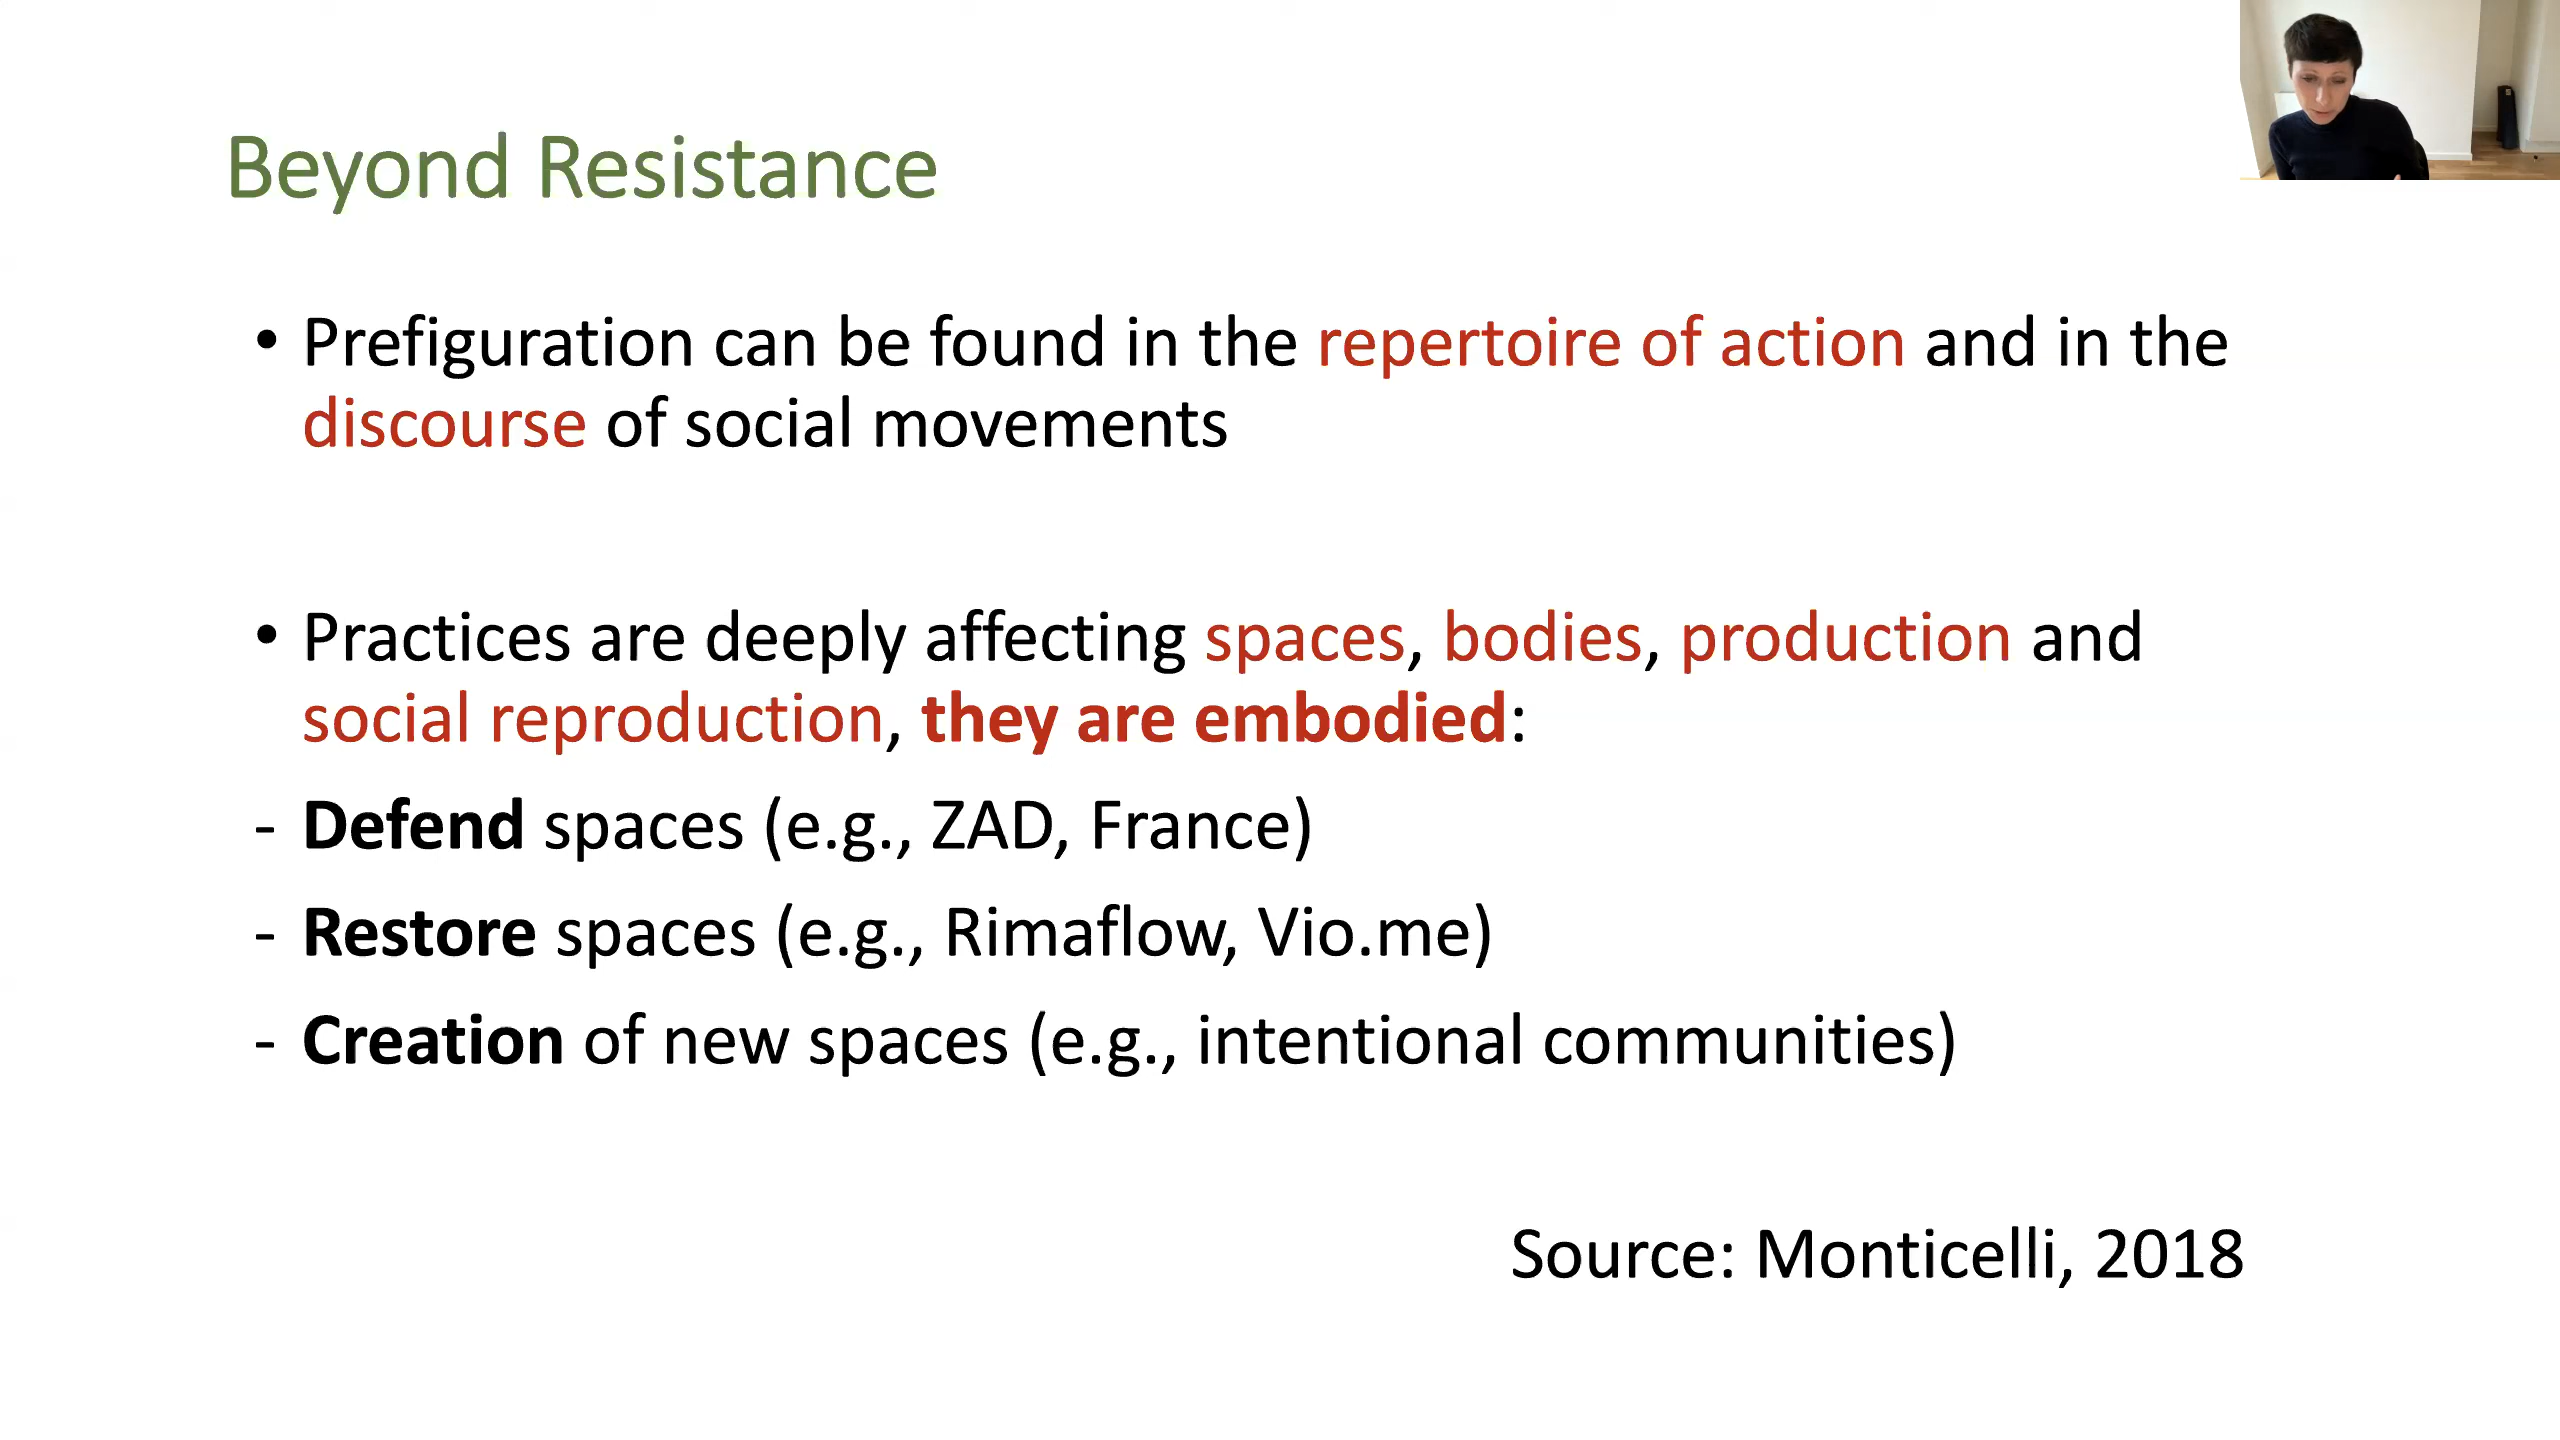 Beyond Resistance
• Prefiguration can be found in the repertoire of action and in the
discourse of social movements
• Practices are deeply affecting spaces, bodies, production and
social reproduction, they are embodied:
- Defend spaces (e.g., ZAD, France)
- Restore spaces (e.g., Rimaflow, Vio.me)
- Creation of new spaces (e.g., intentional communities)
Source: Monticelli, 2018